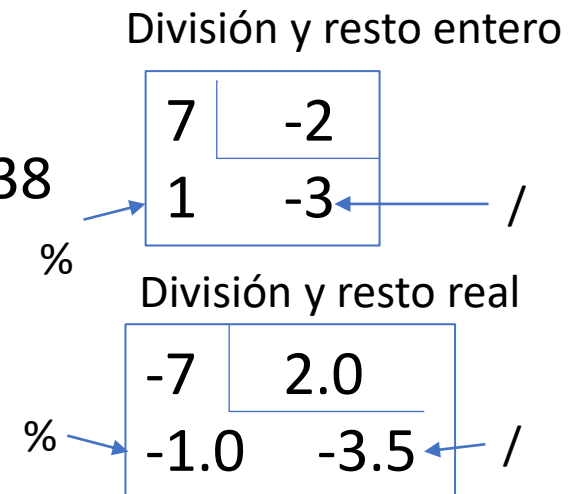 División y resto entero
7 -2
38
1 -3
/
%
División y resto real
-7 2.0
% -1.0 -3.5 /